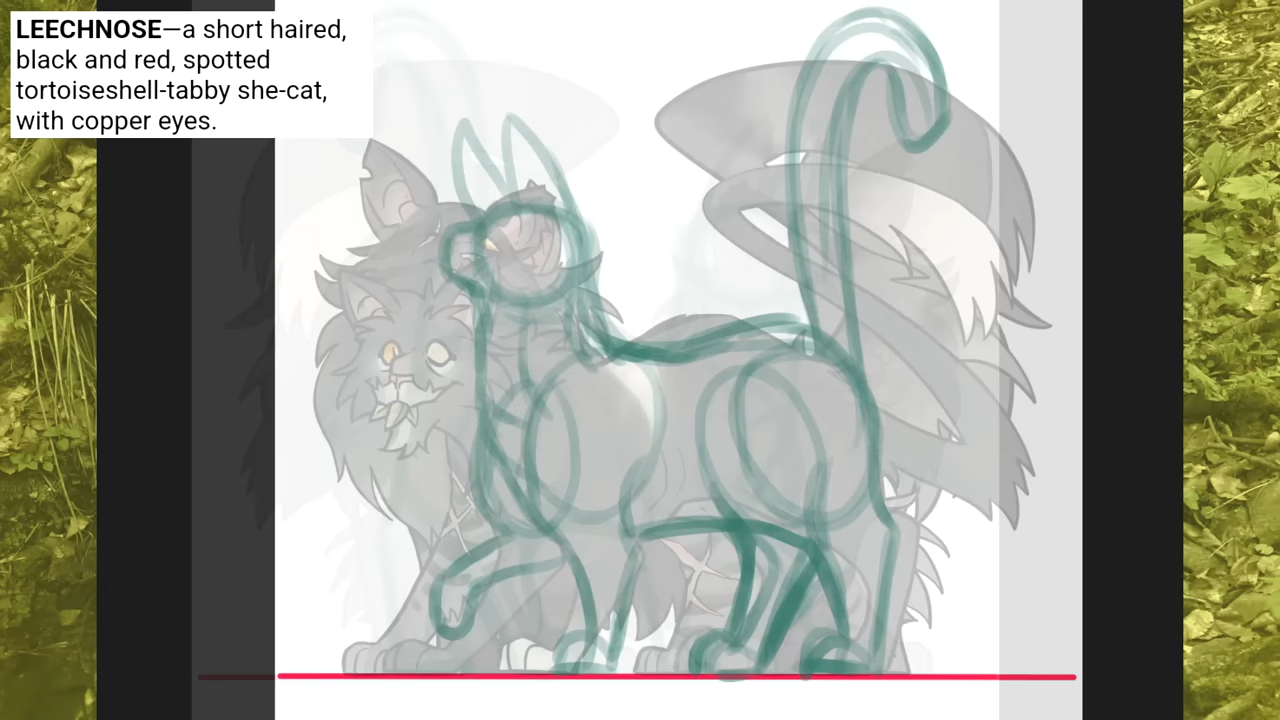 LEECHNOSE—a short haired,
black and red, spotted
tortoiseshell-tabby she-cat,
with copper eyes.